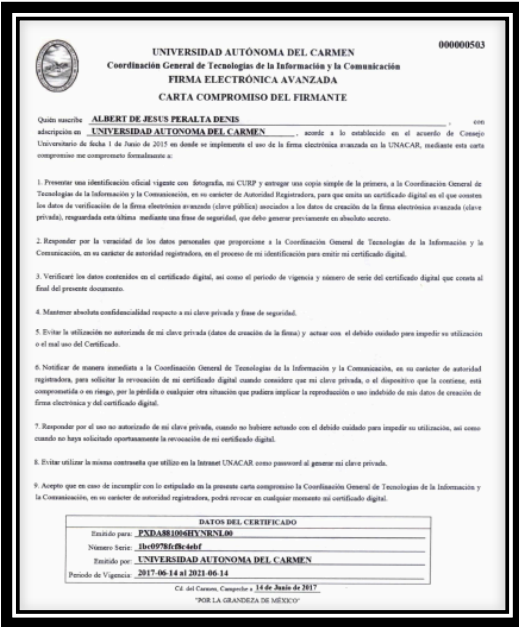 000000503
UNIVERSIDAD AUTÓNOMA DEL CARMEN
Coordinación General de Tecnologías de la Información y la Comunicación
FIRMA ELECTRÓNICA AVANZADA
CARTA COMPROMISO DEL FIRMANTE
Quién suscribe ALBERT DE JESUS PERALTA DENIS , con
adscripción en UNIVERSIDAD AUTONOMA DEL CARMEN , acorde a lo establecido en el acuerdo de Consejo
Universitario de fecha 1 de Junio de 2015 en donde se implementa el uso de la firma electrónica avanzada en la UNACAR, mediante esta carta
compromiso me comprometo formalmente a:
1. Presentar una identificación oficial vigente con fotografía, mi CURP y entregar una copia simple de la primera, a la Coordinación General de
Tecnologías de la Información y la Comunicación, en su carácter de Autoridad Registradora, para que emita un certificado digital en el que consten
los datos de verificación de la firma electrónica avanzada (clave pública) asociados a los datos de creación de la firma electrónica avanzada (clave
privada), resguardada esta última mediante una frase de seguridad, que debo generar previamente en absoluto secreto.
2. Responder por la veracidad de los datos personales que proporcione a la Coordinación General de Tecnologías de la Información y la
Comunicación, en su carácter de autoridad registradora, en el proceso de mi identificación para emitir mi certificado digital.
3. Verificaré los datos contenidos en el certificado digital, así como el período de vigencia y número de serie del certificado digital que consta al
final del presente documento.
4. Mantener absoluta confidencialidad respecto a mi clave privada y frase de seguridad.
5. Evitar la utilización no autorizada de mi clave privada (datos de creación de la firma) y actuar con el debido cuidado para impedir su utilización
o el mal uso del Certificado.
6. Notificar de manera inmediata a la Coordinación General de Tecnologías de la Información y la Comunicación, en su carácter de autoridad
registradora, para solicitar la revocación de mi certificado digital cuando considere que mi clave privada, o el dispositivo que la contiene, está
comprometida o en riesgo, por la pérdida o cualquier otra situación que pudiera implicar la reproducción o uso indebido de mis datos de creación de
firma electrónica y del certificado digital.
7. Responder por el uso no autorizado de mi clave privada, cuando no hubiere actuado con el debido cuidado para impedir su utilización, así como
cuando no haya solicitado oportunamente la revocación de mi certificado digital.
8. Evitar utilizar la misma contraseña que utilizo en la Intranet UNACAR como password al generar mi clave privada.
9. Acepto que en caso de incumplir con lo estipulado en la presente carta compromiso la Coordinación General de Tecnologías de la Información y
la Comunicación, en su carácter de autoridad registradora, podrá revocar en cualquier momento mi certificado digital.
DATOS DEL CERTIFICADO
Emitido para: PXDA881006HYNRNL00
Número Serie: 1bc0978fcf8c4ebf
Emitido por: UNIVERSIDAD AUTONOMA DEL CARMEN
Período de Vigencia: 2017-06-14 al 2021-06-14
Cd. del Carmen, Campeche a 14 de Junio de 2017
"POR LA GRANDEZA DE MÉXICO"